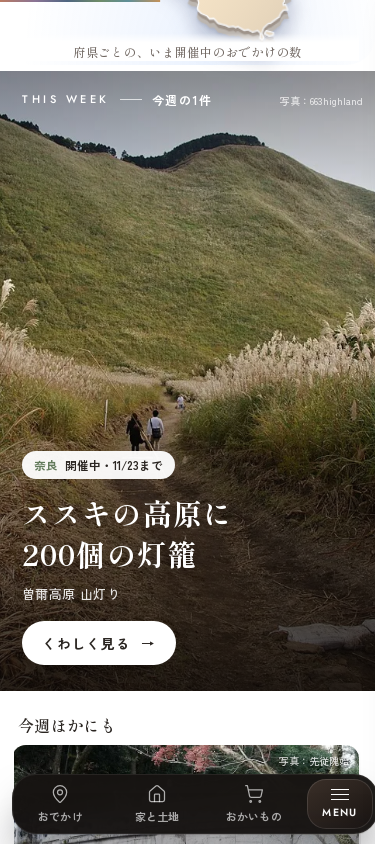 府県ごとの、いま開催中のおでかけの数
THIS WEEK 今週の1件
写真：663highland
奈良 開催中・11/23まで
ススキの高原に
200個の灯籠
曽爾高原 山灯り
くわしく見る →
今週ほかにも
写真：先従隗始
おでかけ
家と土地
おかいもの
MENU